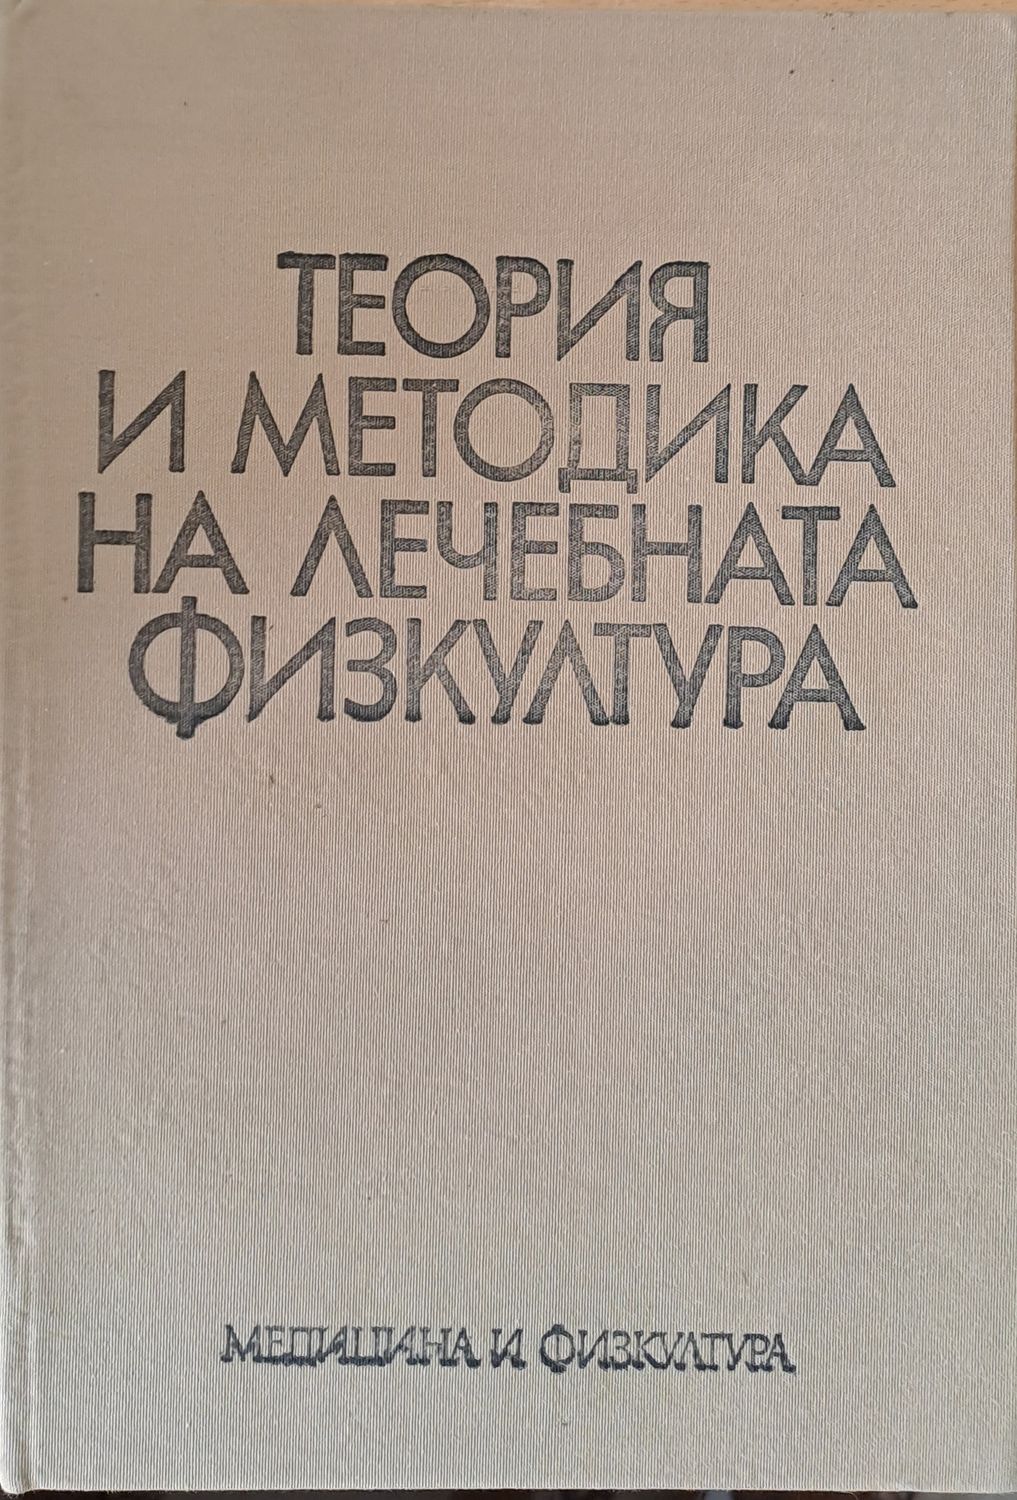 ТЕОРИЯ
И МЕТОДИКА
НА ЛЕЧЕБНАТА
ФИЗКУЛТУРА
МЕДИЦИНА И ФИЗКУЛТУРА